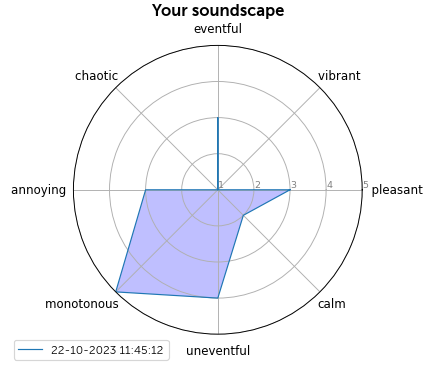 Your soundscape
eventful
chaotic
vibrant
annoying
1
2
3
4
5
pleasant
monotonous
calm
22-10-2023 11:45:12
uneventful